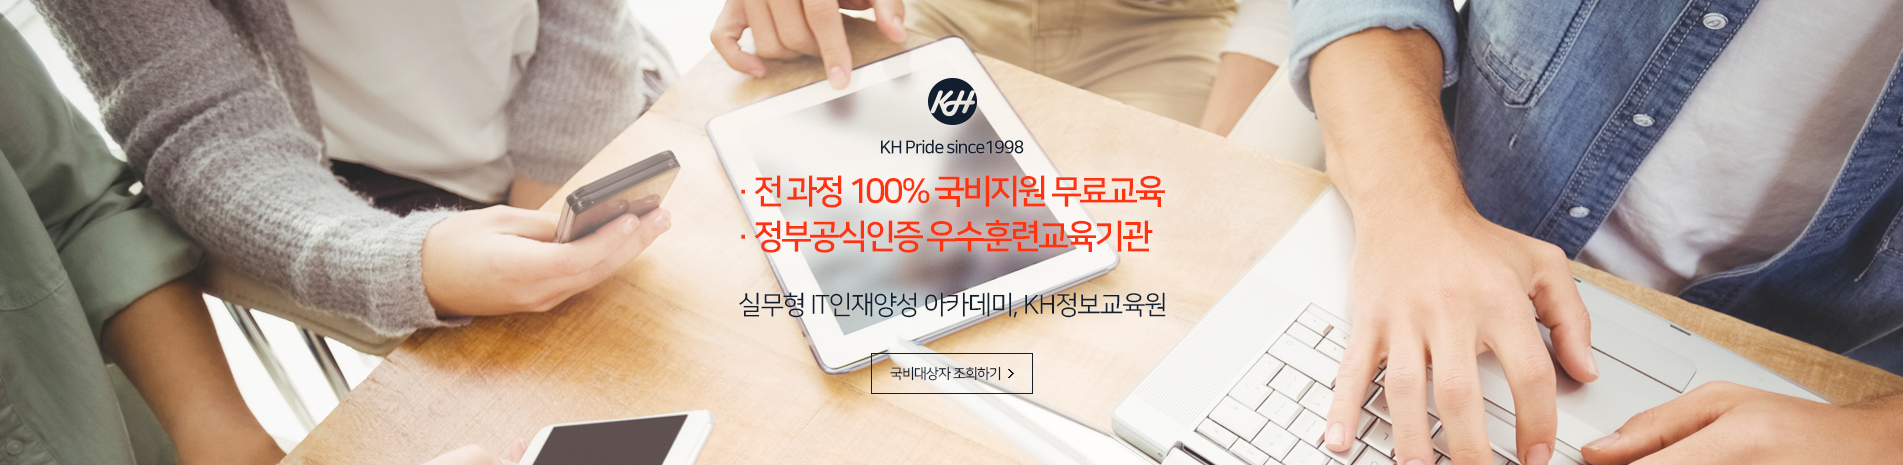 KH
KH Pride since1998
· 전 과정 100% 국비지원 무료교육
· 정부공식인증 우수훈련교육기관
실무형 IT인재양성 아카데미, KH정보교육원
국비대상자 조회하기 >